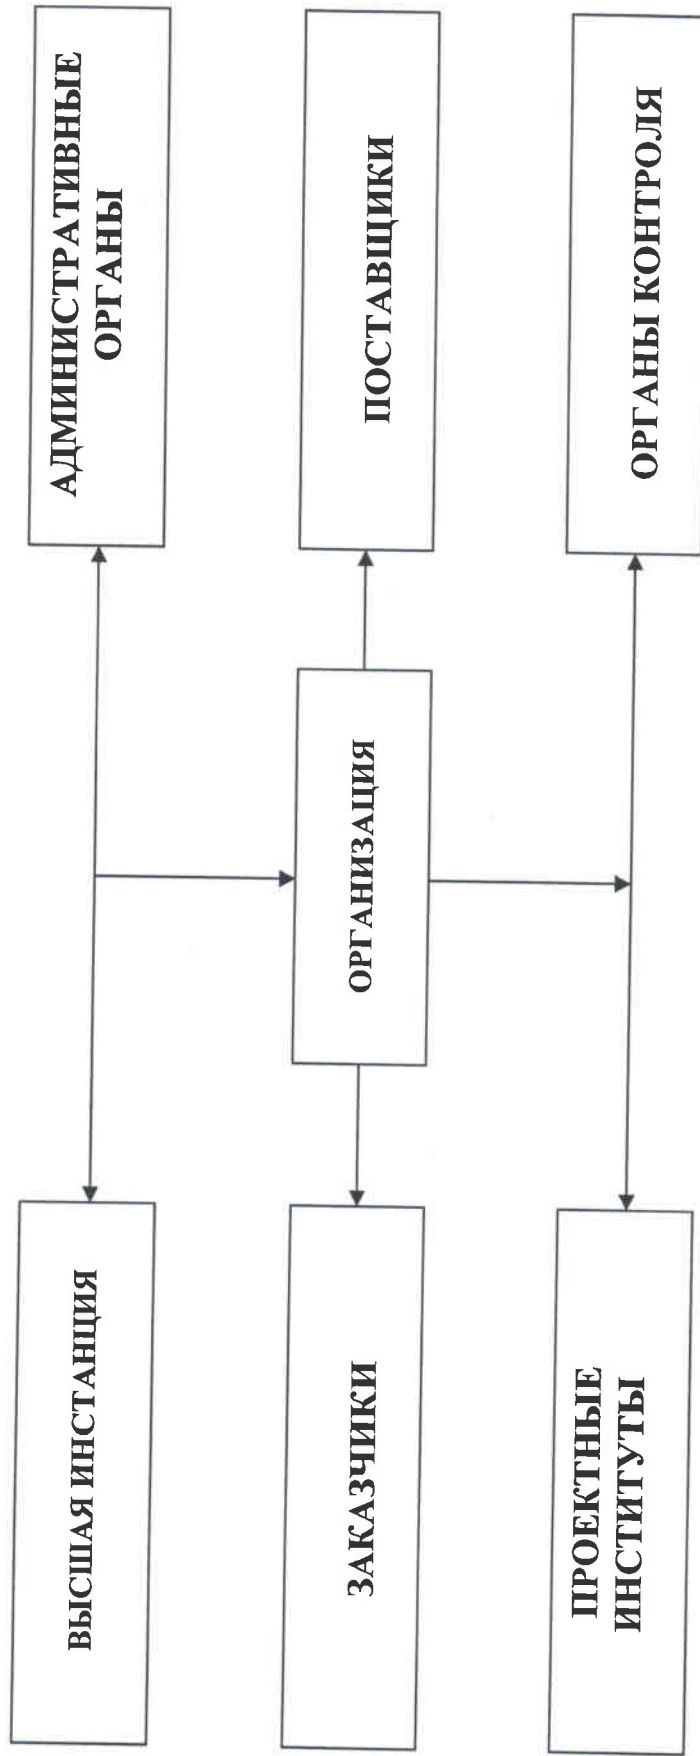 ВЫСШАЯ ИНСТАНЦИЯ
АДМИНИСТРАТИВНЫЕ
ОРГАНЫ
ЗАКАЗЧИКИ
ОРГАНИЗАЦИЯ
ПОСТАВЩИКИ
ПРОЕКТНЫЕ
ИНСТИТУТЫ
ОРГАНЫ КОНТРОЛЯ